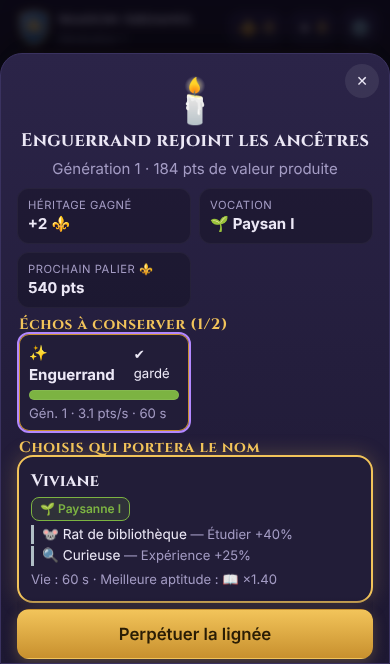 ✕
Enguerrand rejoint les ancêtres
Génération 1 · 184 pts de valeur produite
HÉRITAGE GAGNÉ
+2 ⚜️
VOCATION
🌱 Paysan I
PROCHAIN PALIER ⚜️
540 pts
Échos à conserver (1/2)
✨ Enguerrand
✔ gardé
Gén. 1 · 3.1 pts/s · 60 s
Choisis qui portera le nom
Viviane
🌱 Paysanne I
🐭 Rat de bibliothèque — Étudier +40%
🔍 Curieuse — Expérience +25%
Vie : 60 s · Meilleure aptitude : 📖 ×1.40
Perpétuer la lignée